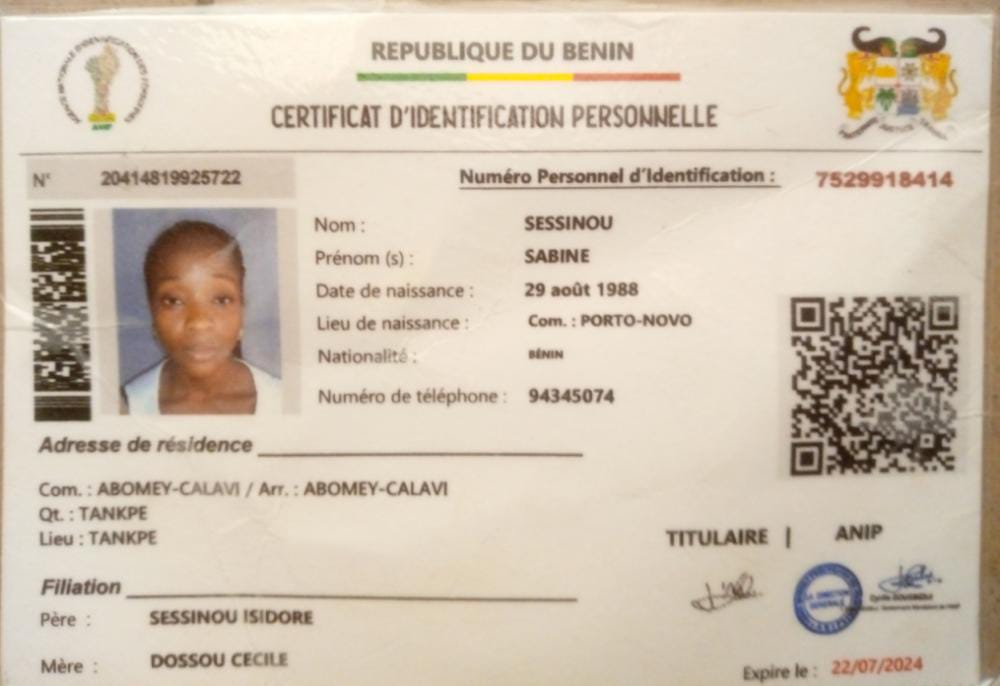 REPUBLIQUE DU BENIN
CERTIFICAT D'IDENTIFICATION PERSONNELLE
N° 20414819925722
Numéro Personnel d'Identification : 7529918414
Nom : SESSINOU
Prénom (s) : SABINE
Date de naissance : 29 août 1988
Lieu de naissance : Com. : PORTO-NOVO
Nationalité : BÉNIN
Numéro de téléphone : 94345074
Adresse de résidence
Com. : ABOMEY-CALAVI / Arr. : ABOMEY-CALAVI
Qt. : TANKPE
Lieu : TANKPE
TITULAIRE | ANIP
Filiation
Père : SESSINOU ISIDORE
Mère : DOSSOU CECILE
LA DIRECTION GENERALE
Expire le : 22/07/2024